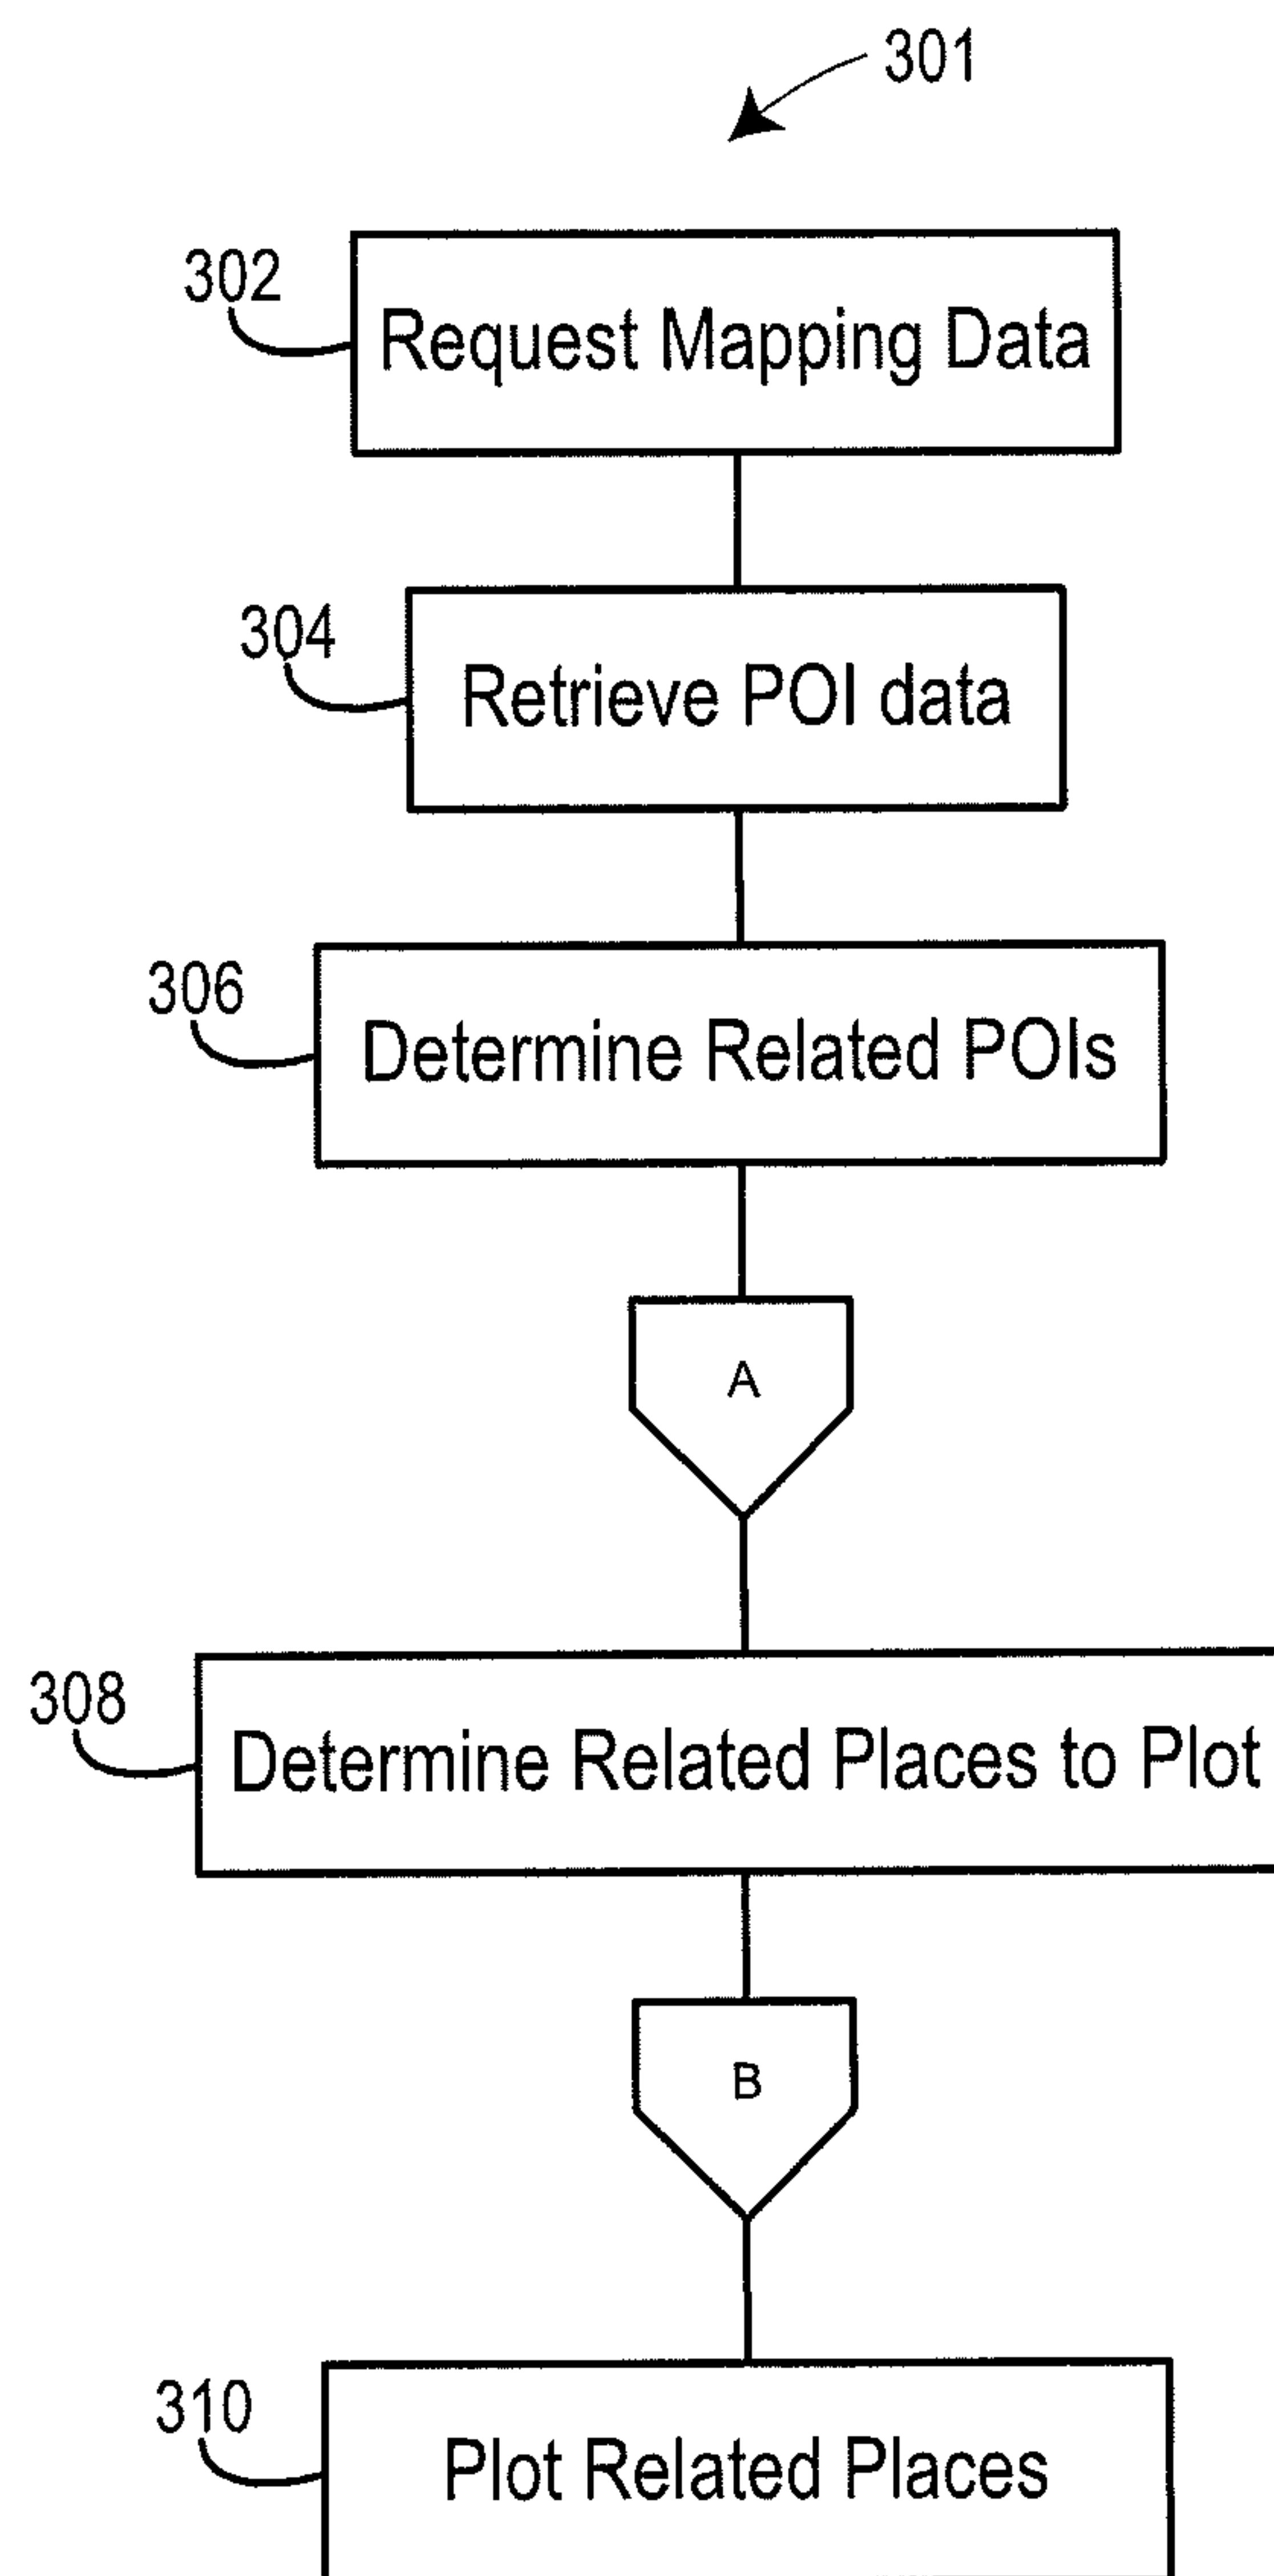 301
302
Request Mapping Data
304
Retrieve POI data
306
Determine Related POIs
A
308
Determine Related Places to Plot
B
310
Plot Related Places